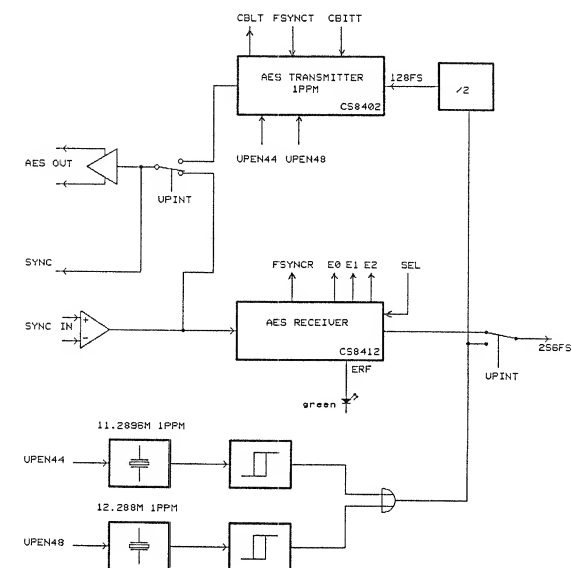 CBLT FSYNCT CBITT
AES TRANSMITTER
1PPM
CS8402
128FS
/2
UPEN44 UPEN48
AES OUT
UPINT
SYNC
FSYNCR E0 E1 E2 SEL
SYNC IN
+
-
AES RECEIVER
CS8412
256FS
UPINT
ERF
green
11.2896M 1PPM
UPEN44
12.288M 1PPM
UPEN48